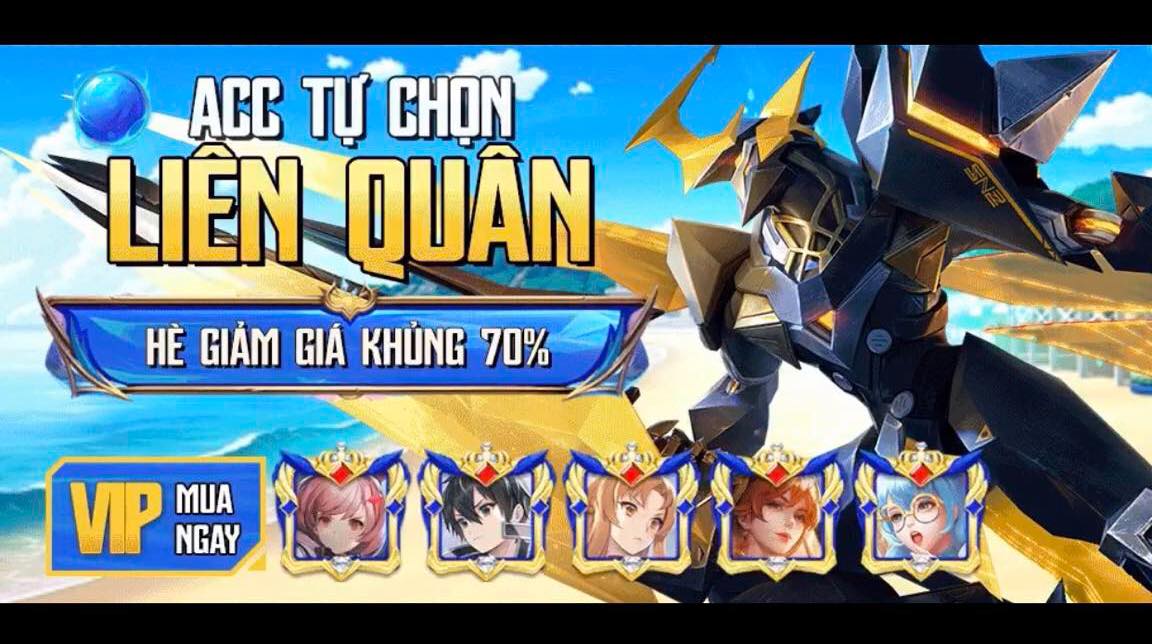 ACC TỰ CHỌN
LIÊN QUÂN
HÈ GIẢM GIÁ KHỦNG 70%
VIP MUA
NGAY